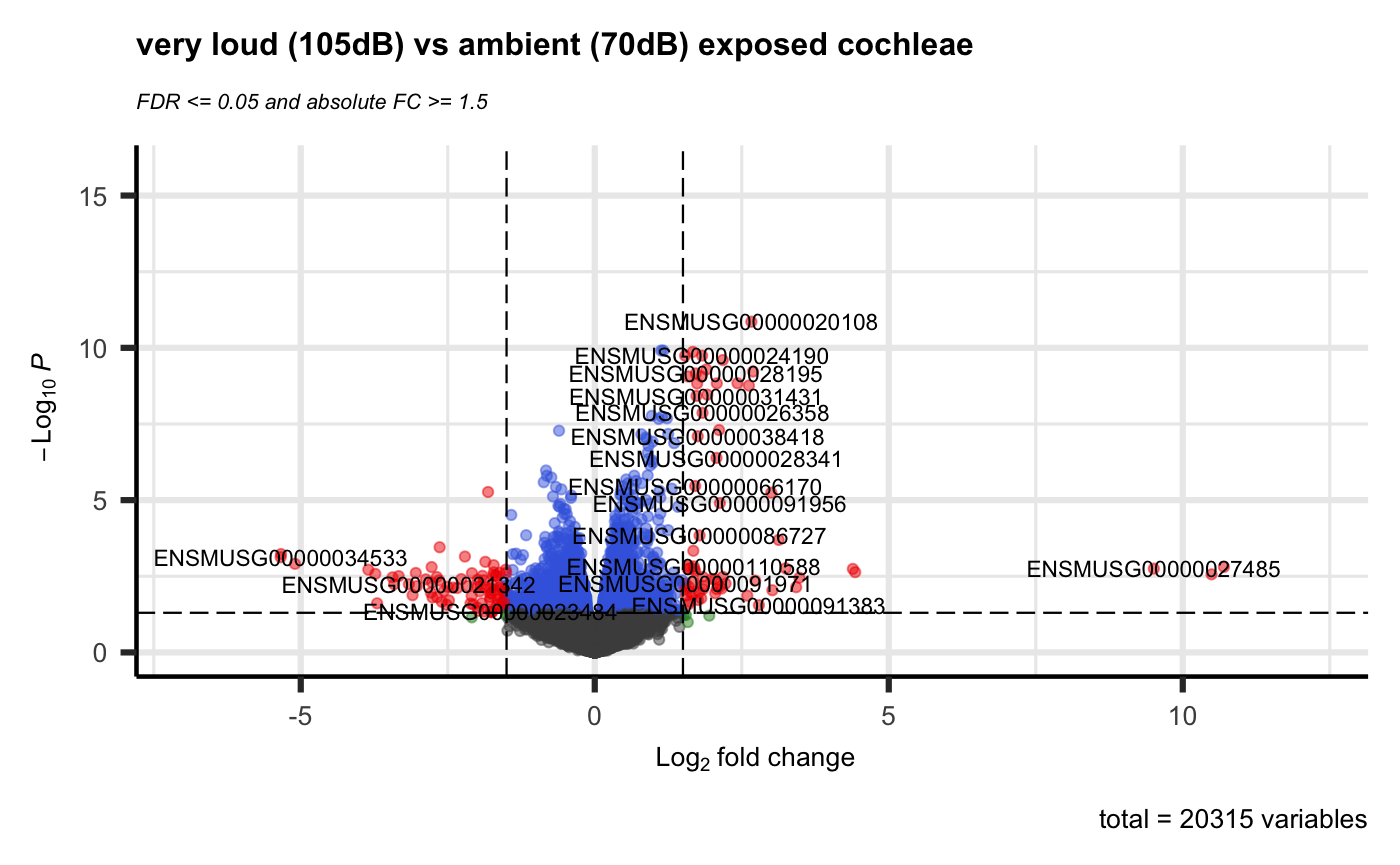 very loud (105dB) vs ambient (70dB) exposed cochleae
FDR <= 0.05 and absolute FC >= 1.5
15
10
5
0
−Log10 P
ENSMUSG00000020108
ENSMUSG00000024190
ENSMUSG00000028195
ENSMUSG00000031431
ENSMUSG00000026358
ENSMUSG00000038418
ENSMUSG00000028341
ENSMUSG00000066170
ENSMUSG00000091956
ENSMUSG00000086727
ENSMUSG00000034533
ENSMUSG00000110588
ENSMUSG00000027485
ENSMUSG00000021342
ENSMUSG00000091971
ENSMUSG00000023484
ENSMUSG00000091383
-5
0
5
10
Log2 fold change
total = 20315 variables